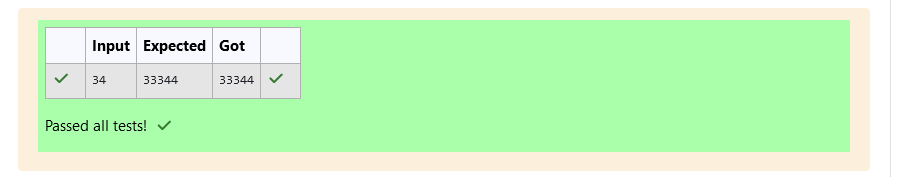 Input Expected Got
34 33344 33344
Passed all tests!